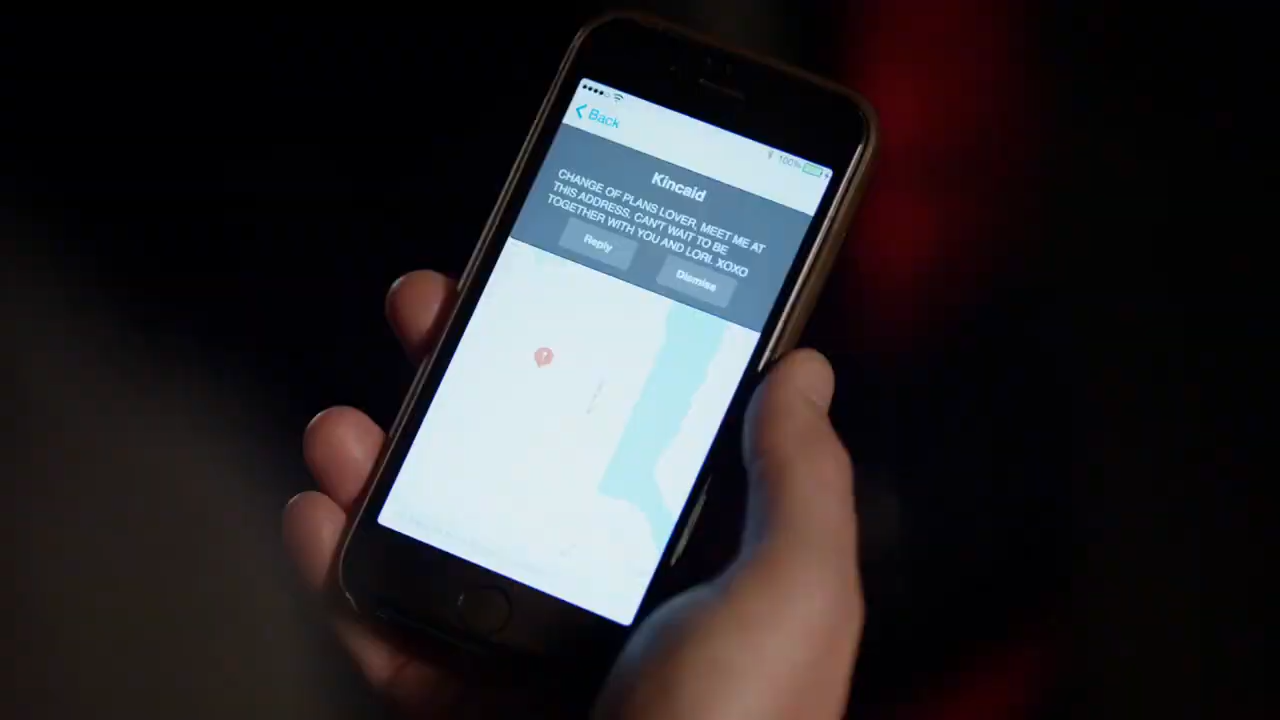 Back
100%
Kincaid
CHANGE OF PLANS LOVER, MEET ME AT
THIS ADDRESS. CAN'T WAIT TO BE
TOGETHER WITH YOU AND LORI. XOXO
Reply
Dismiss